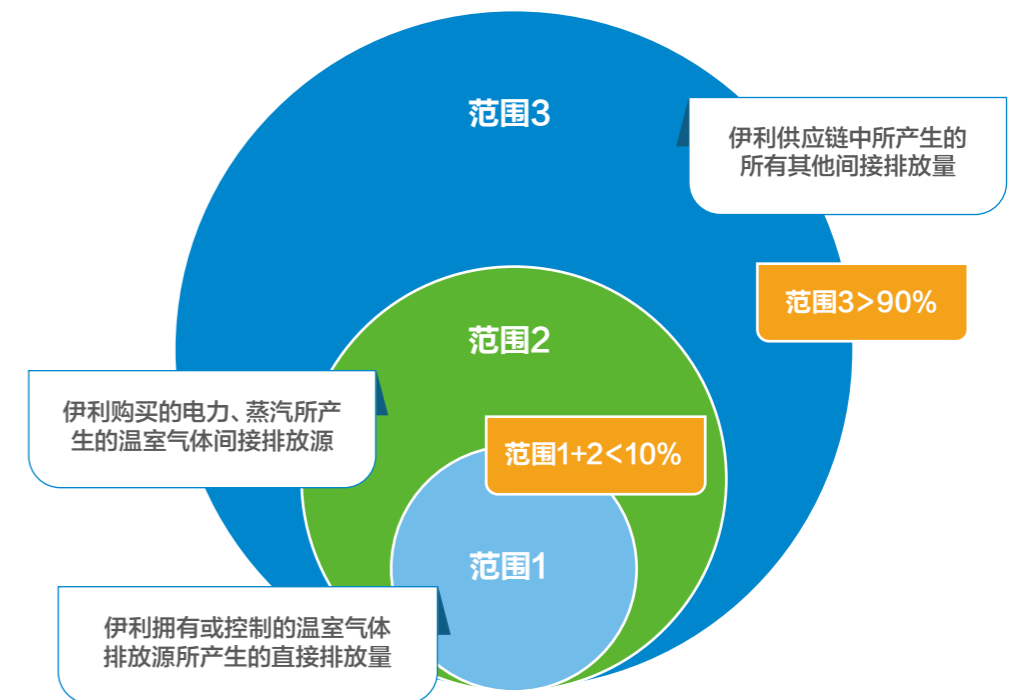 范围3
伊利供应链中所产生的
所有其他间接排放量
范围3>90%
范围2
伊利购买的电力、蒸汽所产
生的温室气体间接排放源
范围1+2<10%
范围1
伊利拥有或控制的温室气体
排放源所产生的直接排放量